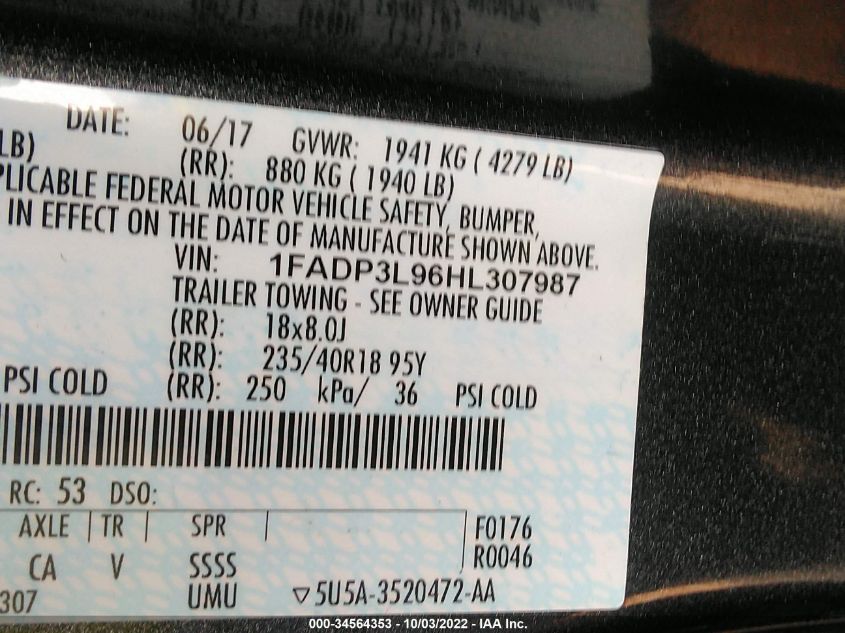 DATE: 06/17 GVWR: 1941 KG ( 4279 LB)
LB) (RR): 880 KG ( 1940 LB)
PLICABLE FEDERAL MOTOR VEHICLE SAFETY, BUMPER,
IN EFFECT ON THE DATE OF MANUFACTURE SHOWN ABOVE.
VIN: 1FADP3L96HL307987
TRAILER TOWING - SEE OWNER GUIDE
(RR): 18x8.0J
(RR): 235/40R18 95Y
PSI COLD (RR): 250 kPa/ 36 PSI COLD
RC: 53 DSO:
AXLE | TR | SPR F0176
CA V SSSS R0046
307 UMU ▽5U5A-3520472-AA
000-34564353 - 10/03/2022 - IAA Inc.